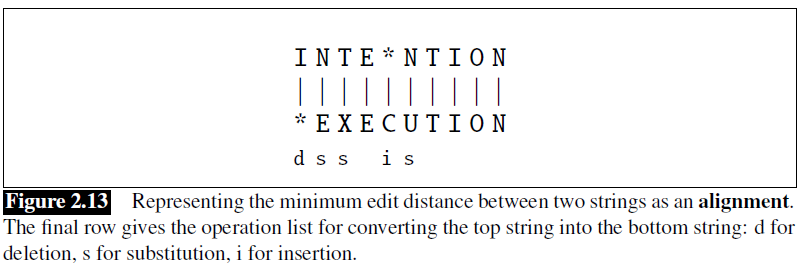 I N T E * N T I O N
| | | | | | | | | |
* E X E C U T I O N
d s s i s
Figure 2.13 Representing the minimum edit distance between two strings as an alignment.
The final row gives the operation list for converting the top string into the bottom string: d for
deletion, s for substitution, i for insertion.